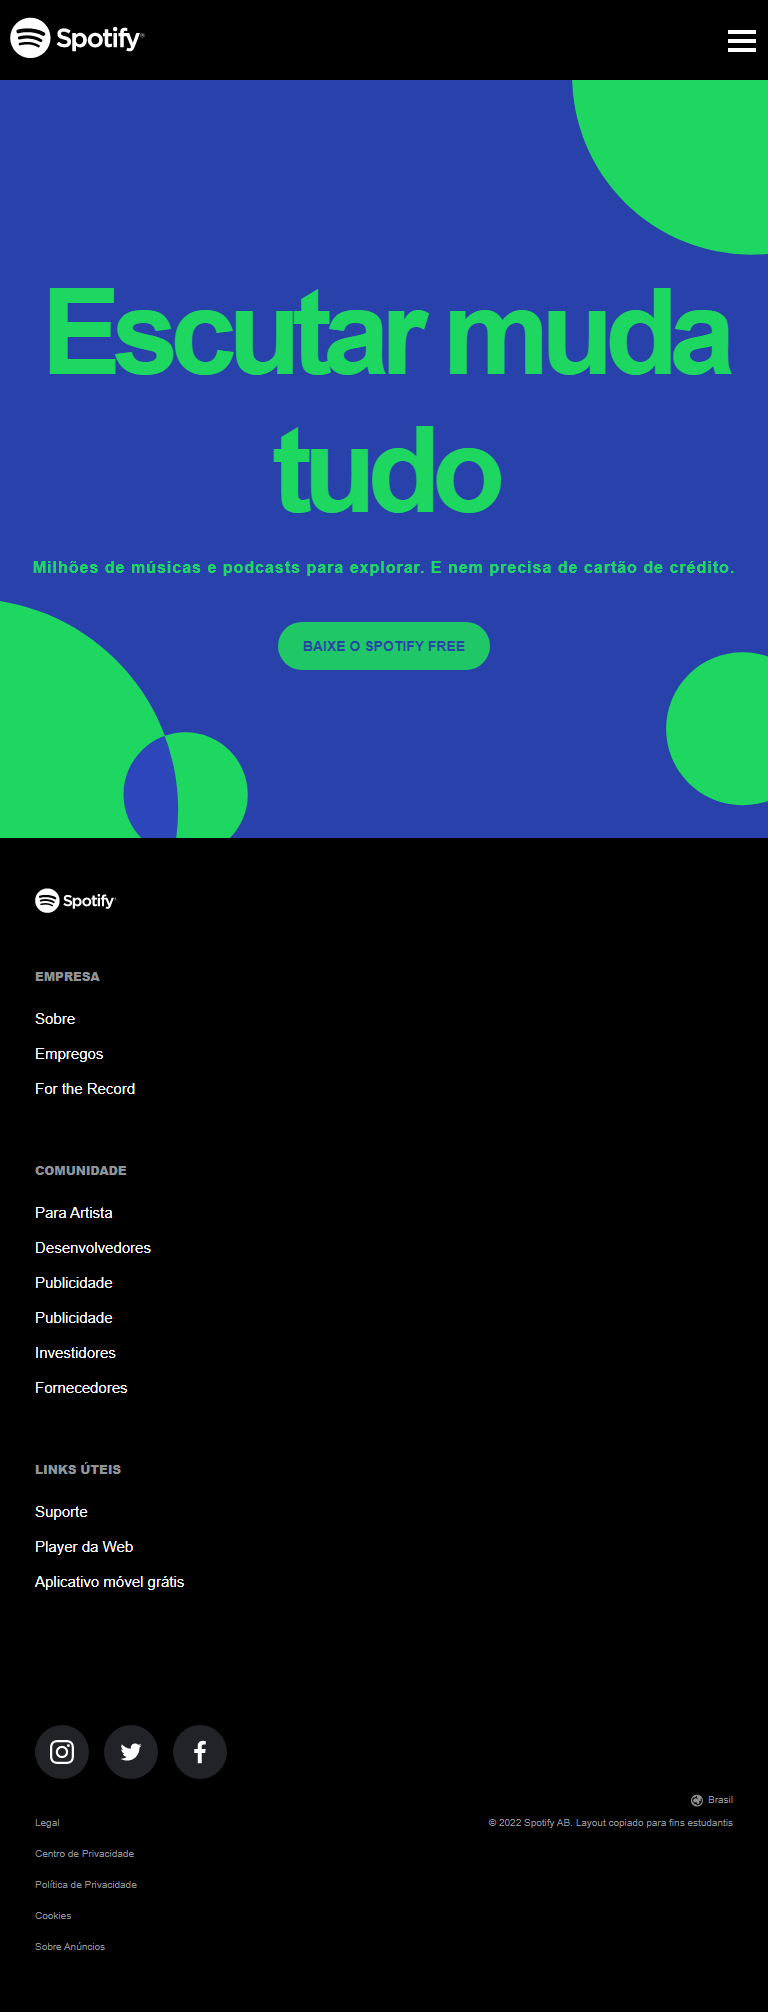 Spotify®
Escutar muda
tudo
Milhões de músicas e podcasts para explorar. E nem precisa de cartão de crédito.
BAIXE O SPOTIFY FREE
Spotify
EMPRESA
Sobre
Empregos
For the Record
COMUNIDADE
Para Artista
Desenvolvedores
Publicidade
Publicidade
Investidores
Fornecedores
LINKS ÚTEIS
Suporte
Player da Web
Aplicativo móvel grátis
Brasil
Legal
© 2022 Spotify AB. Layout copiado para fins estudantis
Centro de Privacidade
Política de Privacidade
Cookies
Sobre Anúncios